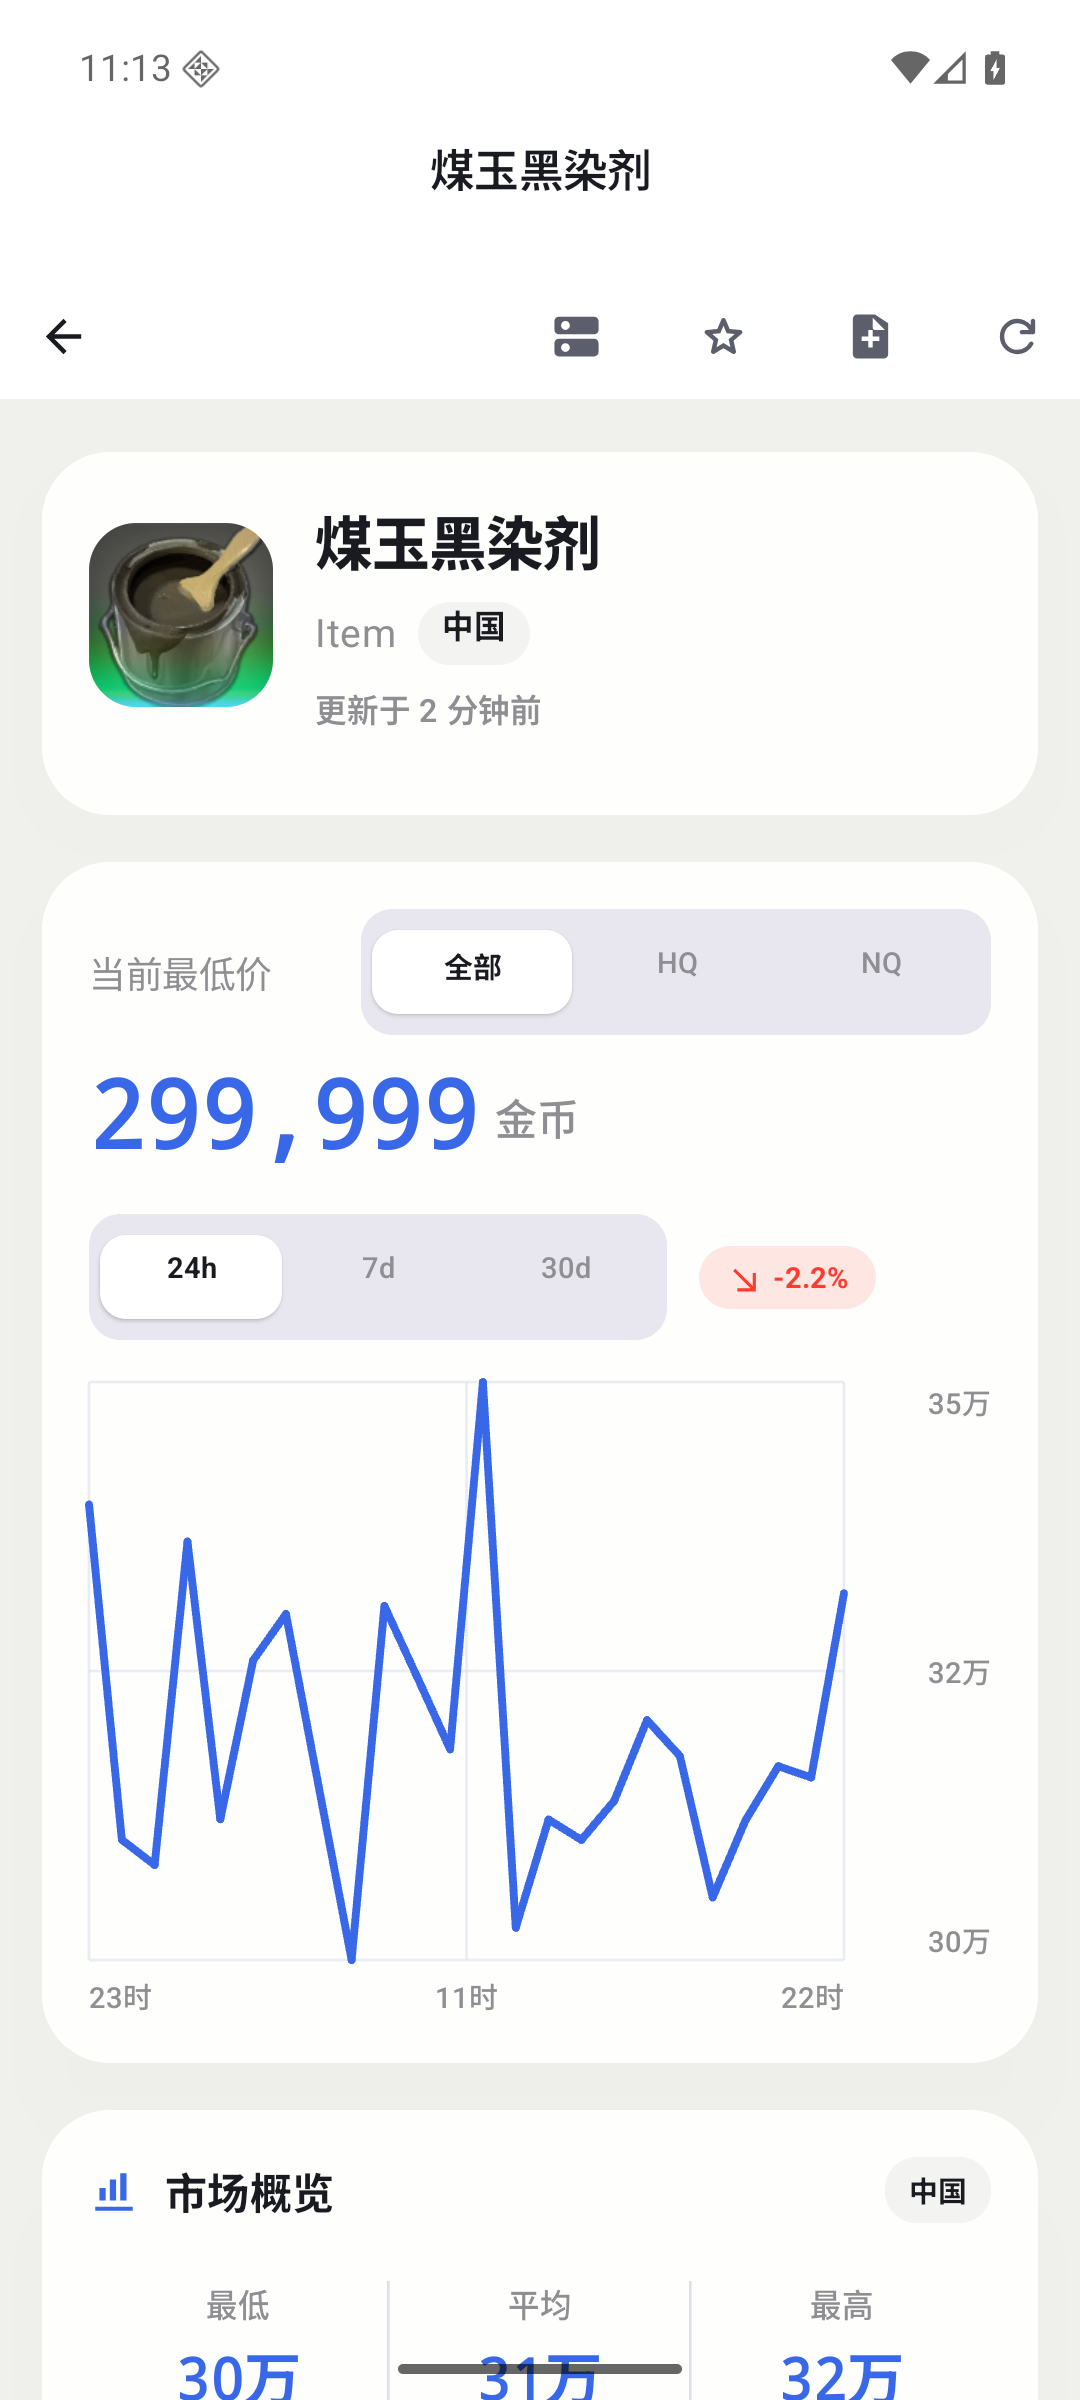 11:13
煤玉黑染剂
煤玉黑染剂
Item 中国
更新于 2 分钟前
当前最低价 全部 HQ NQ
299,999 金币
24h 7d 30d -2.2%
35万
32万
30万
23时 11时 22时
市场概览 中国
最低 平均 最高
30万 31万 32万